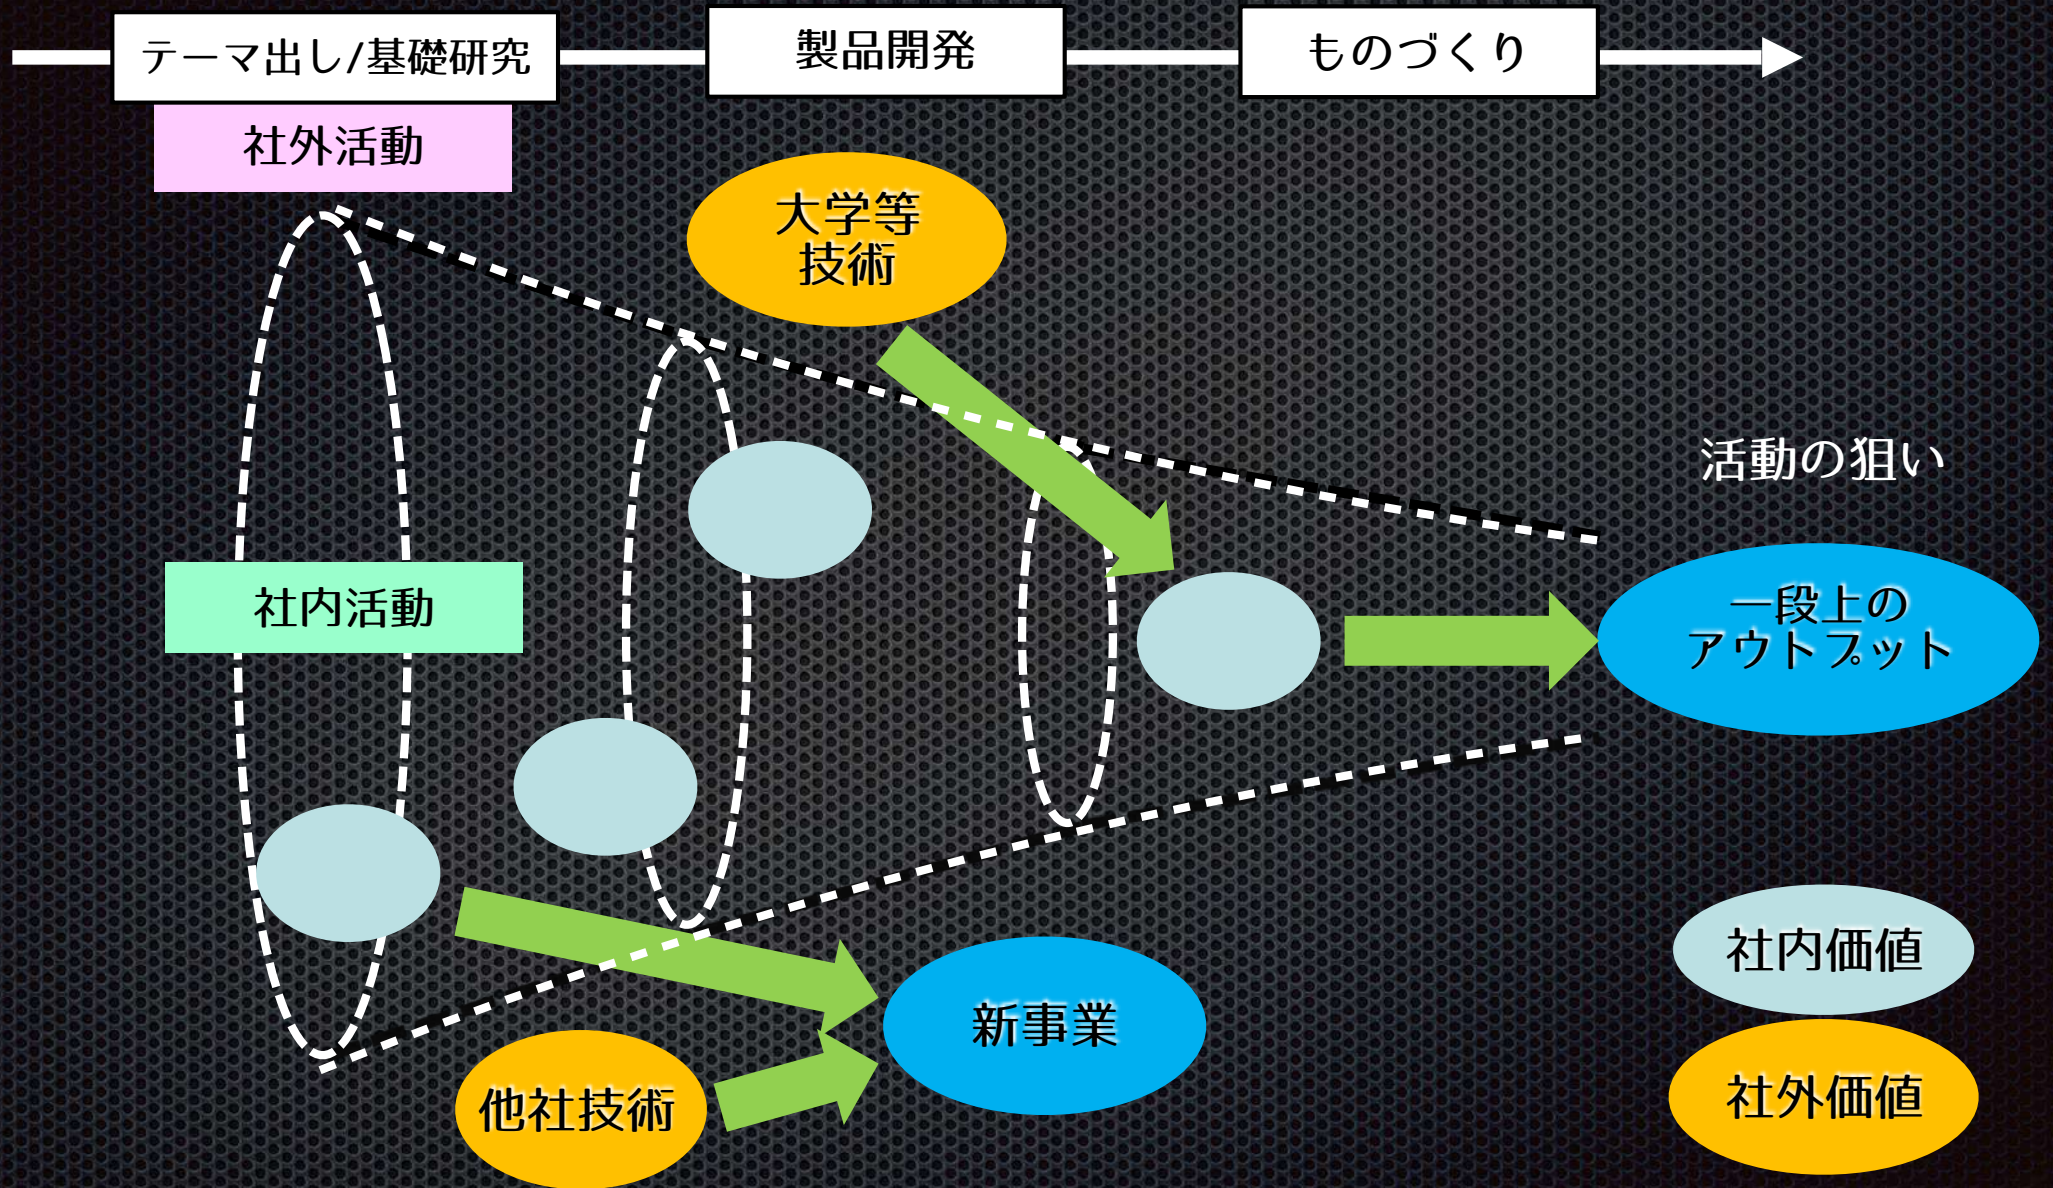 テーマ出し/基礎研究
製品開発
ものづくり
社外活動
大学等
技術
活動の狙い
社内活動
一段上の
アウトプット
社内価値
新事業
他社技術
社外価値